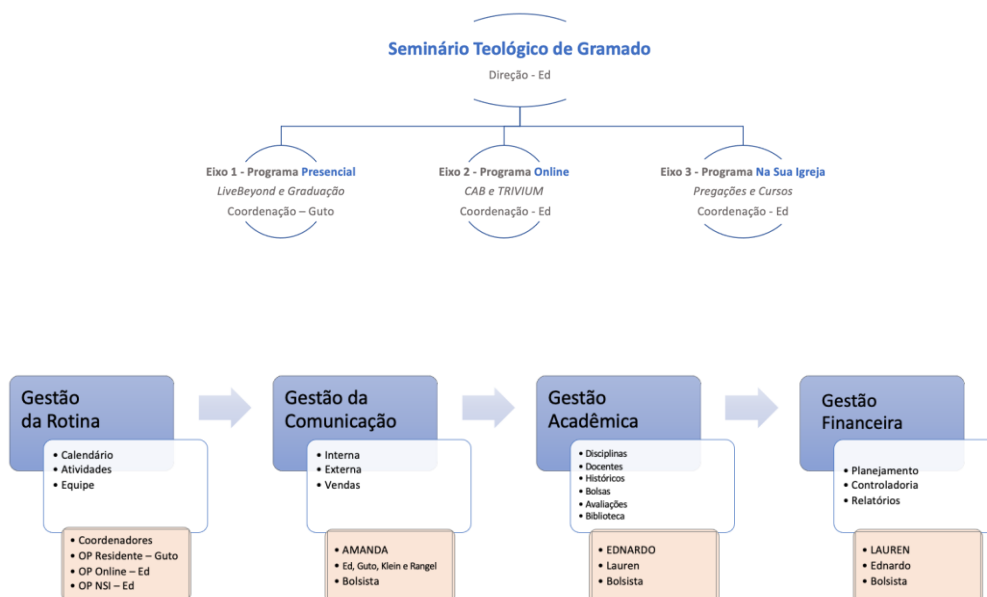 Seminário Teológico de Gramado
Direção - Ed
Eixo 1 - Programa Presencial
LiveBeyond e Graduação
Coordenação – Guto
Eixo 2 - Programa Online
CAB e TRIVIUM
Coordenação - Ed
Eixo 3 - Programa Na Sua Igreja
Pregações e Cursos
Coordenação - Ed
Gestão
da Rotina
• Calendário
• Atividades
• Equipe
• Coordenadores
• OP Residente – Guto
• OP Online – Ed
• OP NSI – Ed
Gestão da
Comunicação
• Interna
• Externa
• Vendas
• AMANDA
• Ed, Guto, Klein e Rangel
• Bolsista
Gestão
Acadêmica
• Disciplinas
• Docentes
• Históricos
• Bolsas
• Avaliações
• Biblioteca
• EDNARDO
• Lauren
• Bolsista
Gestão
Financeira
• Planejamento
• Controladoria
• Relatórios
• LAUREN
• Ednardo
• Bolsista